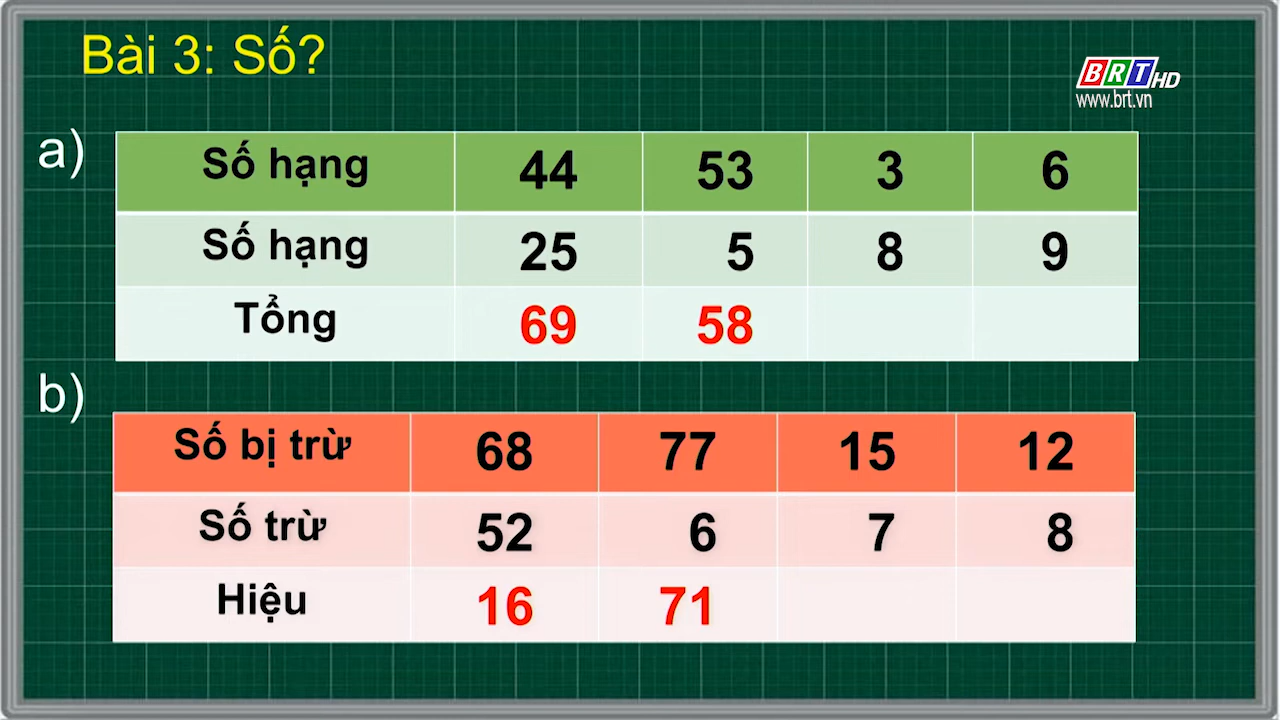 Bài 3: Số?
BRT HD
www.brt.vn
a)
Số hạng 44 53 3 6
Số hạng 25 5 8 9
Tổng 69 58
b)
Số bị trừ 68 77 15 12
Số trừ 52 6 7 8
Hiệu 16 71